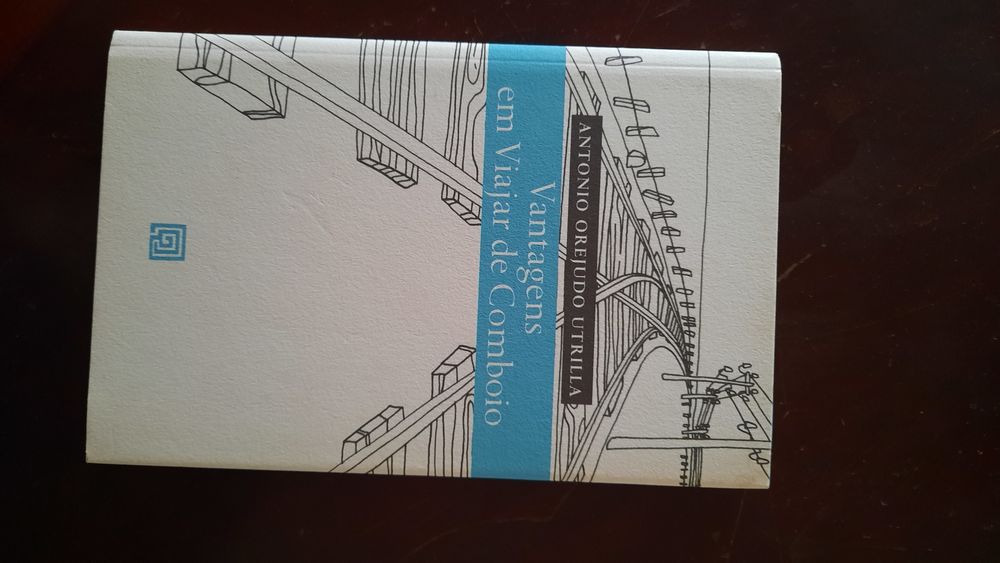 ANTONIO OREJUDO UTRILLA
Vantagens
em Viajar de Comboio